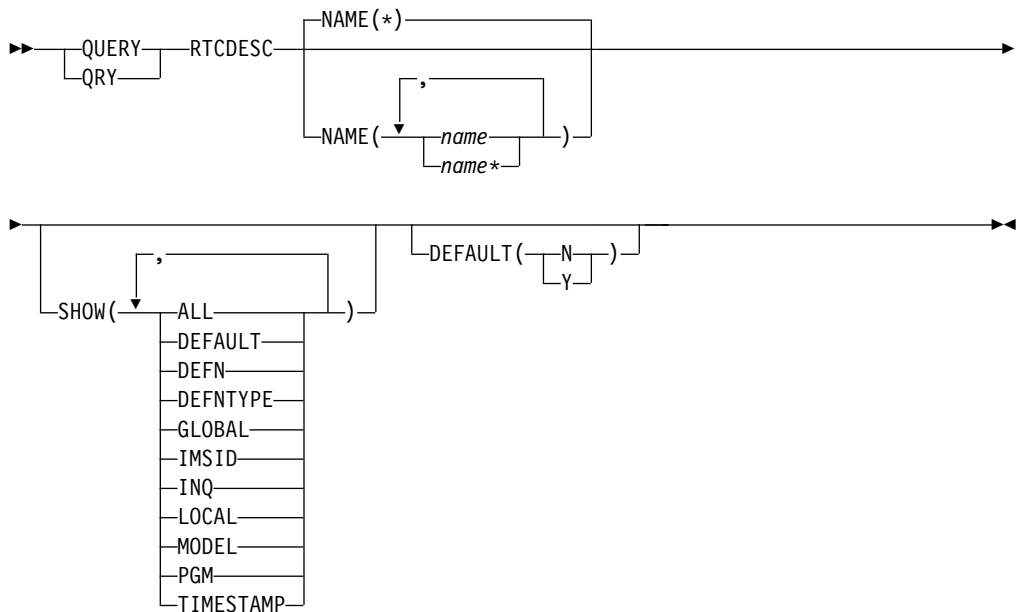 NAME(*)
QUERY RTCDESC
QRY
,
NAME( name )
name*
,
DEFAULT( N )
Y
SHOW( ALL )
DEFAULT
DEFN
DEFNTYPE
GLOBAL
IMSID
INQ
LOCAL
MODEL
PGM
TIMESTAMP